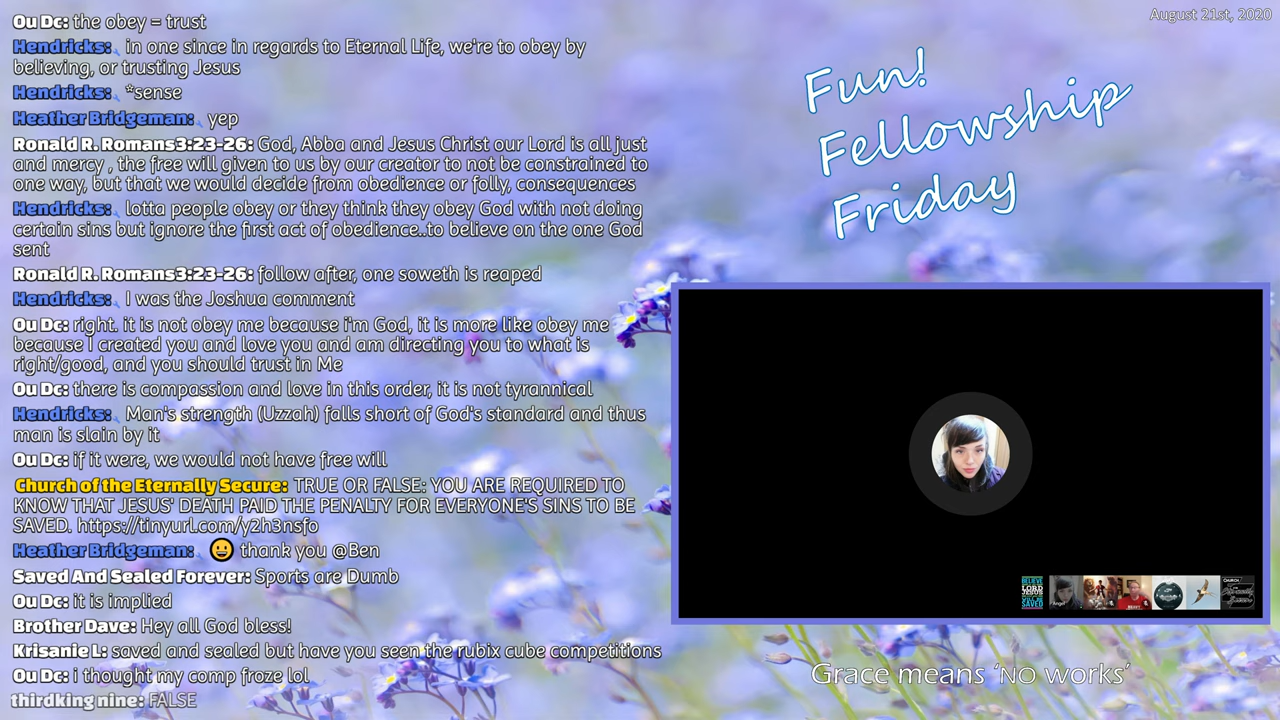 Ou Dc: the obey = trust
Hendricks: in one since in regards to Eternal Life, we're to obey by
believing, or trusting Jesus
Hendricks: *sense
Heather Bridgeman: yep
Ronald R. Romans3:23-26: God, Abba and Jesus Christ our Lord is all just
and mercy , the free will given to us by our creator to not be constrained to
one way, but that we would decide from obedience or folly, consequences
Hendricks: lotta people obey or they think they obey God with not doing
certain sins but ignore the first act of obedience..to believe on the one God
sent
Ronald R. Romans3:23-26: follow after, one soweth is reaped
Hendricks: I was the Joshua comment
Ou Dc: right. it is not obey me because i'm God, it is more like obey me
because I created you and love you and am directing you to what is
right/good, and you should trust in Me
Ou Dc: there is compassion and love in this order, it is not tyrannical
Hendricks: Man's strength (Uzzah) falls short of God's standard and thus
man is slain by it
Ou Dc: if it were, we would not have free will
Church of the Eternally Secure: TRUE OR FALSE: YOU ARE REQUIRED TO
KNOW THAT JESUS' DEATH PAID THE PENALTY FOR EVERYONE'S SINS TO BE
SAVED. https://tinyurl.com/y2h3nsfo
Heather Bridgeman: 😀 thank you @Ben
Saved And Sealed Forever: Sports are Dumb
Ou Dc: it is implied
Brother Dave: Hey all God bless!
Krisanie L: saved and sealed but have you seen the rubix cube competitions
Ou Dc: i thought my comp froze lol
thirdking nine: FALSE
August 21st, 2020
Fun!
Fellowship
Friday
BELIEVE
LORD
JESUS
SAVED
Angel
Grace means ‘NO works’